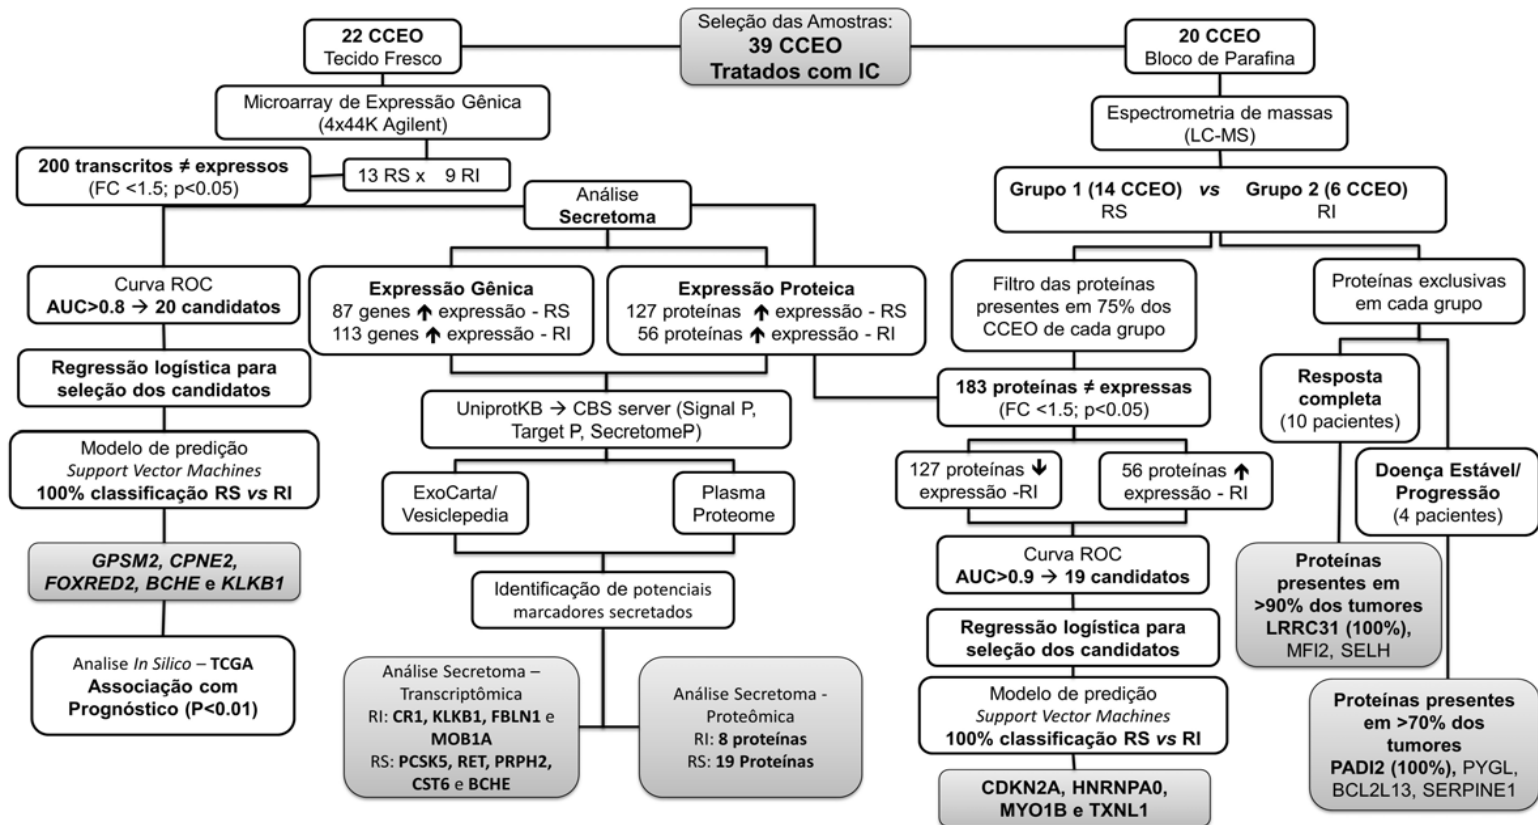 Seleção das Amostras:
39 CCEO
Tratados com IC
22 CCEO
Tecido Fresco
20 CCEO
Bloco de Parafina
Microarray de Expressão Gênica
(4x44K Agilent)
Espectrometria de massas
(LC-MS)
200 transcritos ≠ expressos
(FC <1.5; p<0.05)
13 RS x 9 RI
Grupo 1 (14 CCEO) vs Grupo 2 (6 CCEO)
RS RI
Análise
Secretoma
Curva ROC
AUC>0.8 → 20 candidatos
Expressão Gênica
87 genes ↑ expressão - RS
113 genes ↑ expressão - RI
Expressão Proteica
127 proteínas ↑ expressão - RS
56 proteínas ↑ expressão - RI
Filtro das proteínas
presentes em 75% dos
CCEO de cada grupo
Proteínas exclusivas
em cada grupo
Regressão logística para
seleção dos candidatos
UniprotKB → CBS server (Signal P,
Target P, SecretomeP)
183 proteínas ≠ expressas
(FC <1.5; p<0.05)
Resposta
completa
(10 pacientes)
Modelo de predição
Support Vector Machines
100% classificação RS vs RI
ExoCarta/
Vesiclepedia
Plasma
Proteome
127 proteínas ↓
expressão -RI
56 proteínas ↑
expressão - RI
Doença Estável/
Progressão
(4 pacientes)
GPSM2, CPNE2,
FOXRED2, BCHE e KLKB1
Identificação de potenciais
marcadores secretados
Curva ROC
AUC>0.9 → 19 candidatos
Proteínas
presentes em
>90% dos tumores
LRRC31 (100%),
MFI2, SELH
Analise In Silico – TCGA
Associação com
Prognóstico (P<0.01)
Análise Secretoma –
Transcriptômica
RI: CR1, KLKB1, FBLN1 e
MOB1A
RS: PCSK5, RET, PRPH2,
CST6 e BCHE
Análise Secretoma -
Proteômica
RI: 8 proteínas
RS: 19 Proteínas
Regressão logística para
seleção dos candidatos
Modelo de predição
Support Vector Machines
100% classificação RS vs RI
CDKN2A, HNRNPA0,
MYO1B e TXNL1
Proteínas presentes
em >70% dos
tumores
PADI2 (100%), PYGL,
BCL2L13, SERPINE1